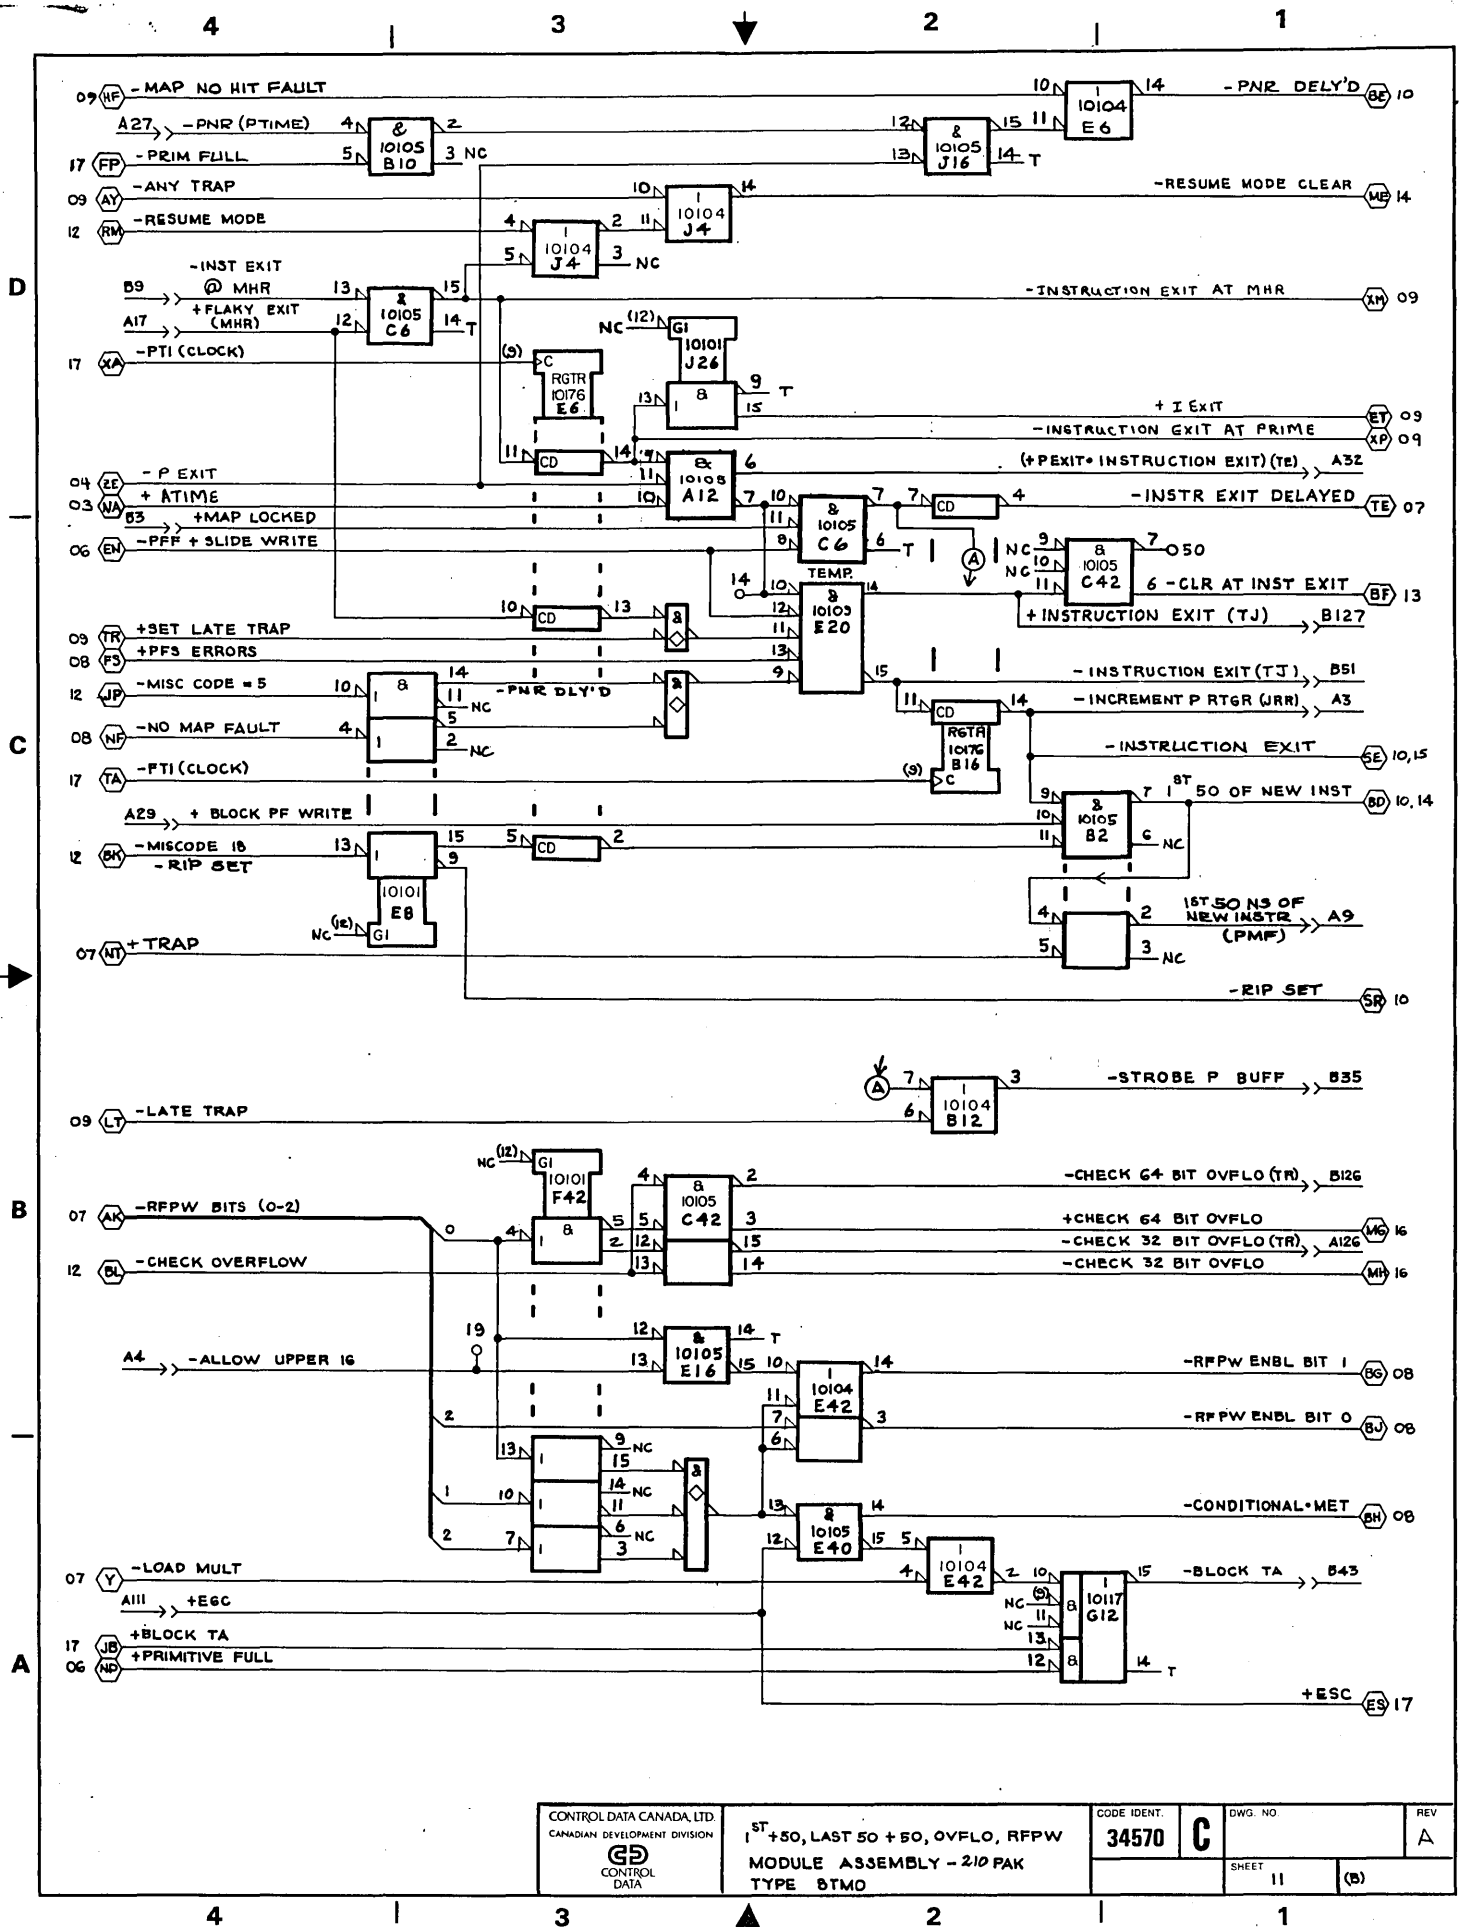 4 3 2 1
09 HF -MAP NO HIT FAULT 10 11 1 10104 E6 14 -PNR DELY'D BE 10
A27 -PNR (PTIME) 4 & 10105 B10 2 12 & 10105 J16 15
17 FP -PRIM FULL 5 3 NC 13 14 T
09 AY -ANY TRAP 10 1 10104 J4 14 -RESUME MODE CLEAR ME 14
12 RM -RESUME MODE 4 1 10104 J4 2 11
5 3 NC
D
-INST EXIT
B9 @ MHR 13 & 10105 C6 15 -INSTRUCTION EXIT AT MHR XM 09
+FLAKY EXIT
A17 (MHR) 12 14 T
NC (12) G1 10101 J26
17 XA -PTI (CLOCK) (9) C RGTR 10176 E6
13 1 & 9 T
15 + I EXIT ET 09
-INSTRUCTION EXIT AT PRIME XP 09
11 CD 14 9 & 10105 A12 6 (+PEXIT• INSTRUCTION EXIT) (TE) A32
04 ZE - P EXIT 11
03 NA + ATIME 10 7 10 & 10105 C6 7 CD 4 -INSTR EXIT DELAYED TE 07
B3 +MAP LOCKED 11
06 EN -PFF + SLIDE WRITE 9 6 T A
NC 9 & 10105 C42 7 50
NC 10
TEMP.
14 10 & 10109 E20 14 11 6 -CLR AT INST EXIT BF 13
10 CD 13 & 12 +INSTRUCTION EXIT (TJ) B127
09 TR +SET LATE TRAP 11
08 FS +PFS ERRORS 13
12 JP -MISC CODE = 5 10 1 & 14 -PNR DLY'D & 9 15 -INSTRUCTION EXIT (TJ) B51
11 NC 11 CD 14 -INCREMENT P RTGR (JRR) A3
C
08 NF -NO MAP FAULT 4 1 5 RGTR 10176 B16
2 NC -INSTRUCTION EXIT SE 10,15
17 TA -PTI (CLOCK) (9) C
9 & 10105 B2 7 1ST 50 OF NEW INST BD 10,14
A29 + BLOCK PF WRITE 10
12 BK -MISCODE 1B 13 1 15 5 CD 2 11 6 NC
-RIP SET 9
10101 E8
NC (12) G1
4 2 1ST 50 NS OF
NEW INSTR A9
(PMF)
07 NT +TRAP 5 3 NC
-RIP SET SR 10
A 7 1 10104 B12 3 -STROBE P BUFF B35
09 LT -LATE TRAP 6
NC (12) G1 10101 F42
4 & 10105 C42 2 -CHECK 64 BIT OVFLO (TR) B126
B
07 AK -RFPW BITS (0-2) 0 4 1 & 5 5 3 +CHECK 64 BIT OVFLO MG 16
2 12 15 -CHECK 32 BIT OVFLO (TR) A126
12 BL -CHECK OVERFLOW 13 14 -CHECK 32 BIT OVFLO MH 16
19 12 & 10105 E16 14 T
A4 -ALLOW UPPER 16 13 15 10 1 10104 E42 14 -RFPW ENBL BIT 1 BG 08
11
2 7 3 -RFPW ENBL BIT 0 BJ 08
6
13 1 9 NC
15 &
1 10 1 14 NC
11 13 & 10105 E40 14 -CONDITIONAL•MET BH 08
2 7 1 6 NC
3 12 15 5 1 10104 E42
07 Y -LOAD MULT 4 2 10 1 10117 G12 15 -BLOCK TA B43
NC (9) &
A111 +ESC NC 11
17 JB +BLOCK TA 13
A
06 NP +PRIMITIVE FULL 12 & 14 T
+ESC ES 17
CONTROL DATA CANADA, LTD.
CANADIAN DEVELOPMENT DIVISION
CONTROL
DATA
1ST +50, LAST 50 + 50, OVFLO, RFPW
MODULE ASSEMBLY - 210 PAK
TYPE BTMO
CODE IDENT.
34570
C
DWG. NO.
REV
A
SHEET
11
(B)
4 3 2 1